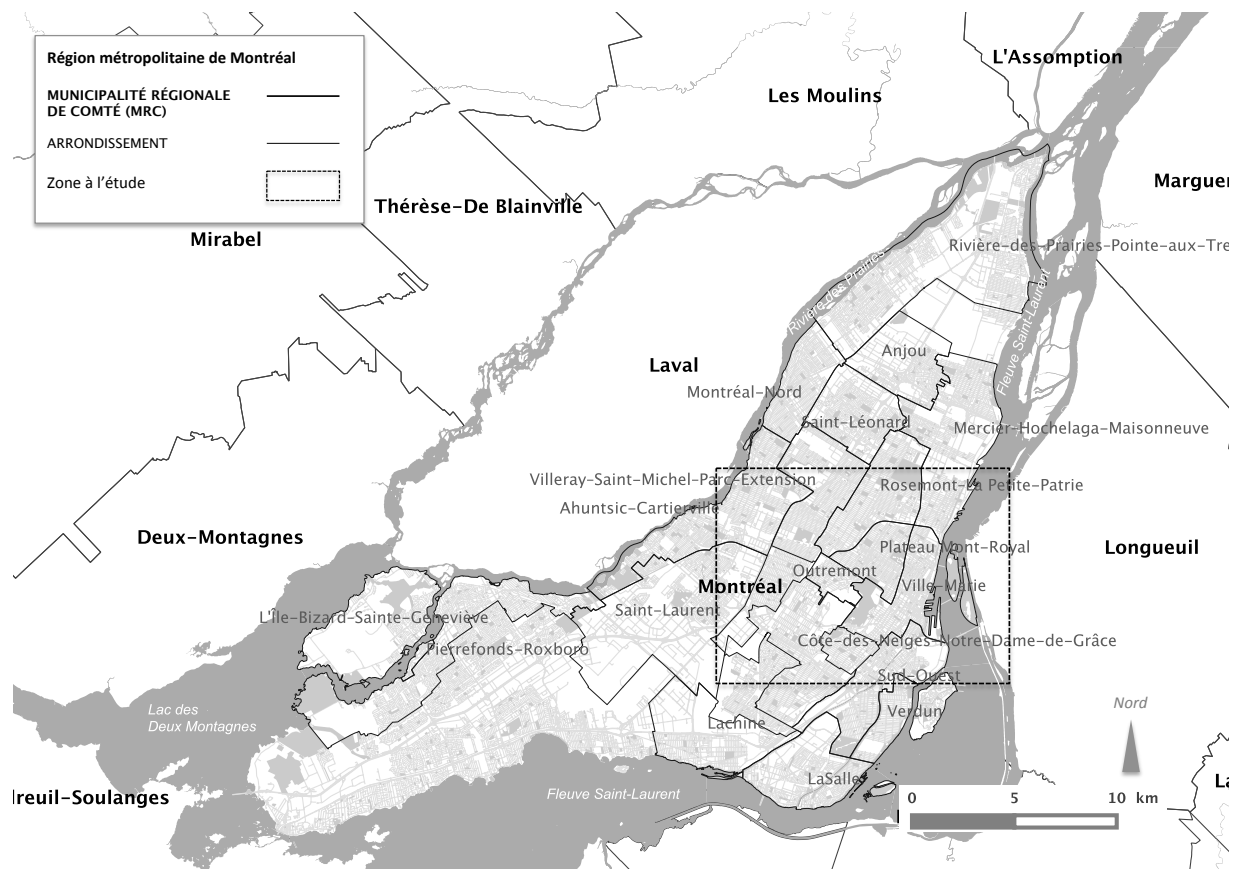 Région métropolitaine de Montréal
MUNICIPALITÉ RÉGIONALE
DE COMTÉ (MRC)
ARRONDISSEMENT
Zone à l'étude
L'Assomption
Les Moulins
Marguer
Thérèse-De Blainville
Mirabel
Rivière-des-Prairies-Pointe-aux-Tre
Rivière des Prairies
Fleuve Saint-Laurent
Anjou
Laval
Montréal-Nord
Saint-Léonard
Mercier-Hochelaga-Maisonneuve
Villeray-Saint-Michel-Parc-Extension
Rosemont-La Petite-Patrie
Ahuntsic-Cartierville
Deux-Montagnes
Plateau Mont-Royal
Longueuil
Outremont
Montréal
Ville-Marie
Saint-Laurent
L'Île-Bizard-Sainte-Geneviève
Côte-des-Neiges-Notre-Dame-de-Grâce
Pierrefonds-Roxboro
Sud-Ouest
Lac des
Deux Montagnes
Verdun
Nord
Lachine
LaSalle
La
lreuil-Soulanges
Fleuve Saint-Laurent
0 5 10 km